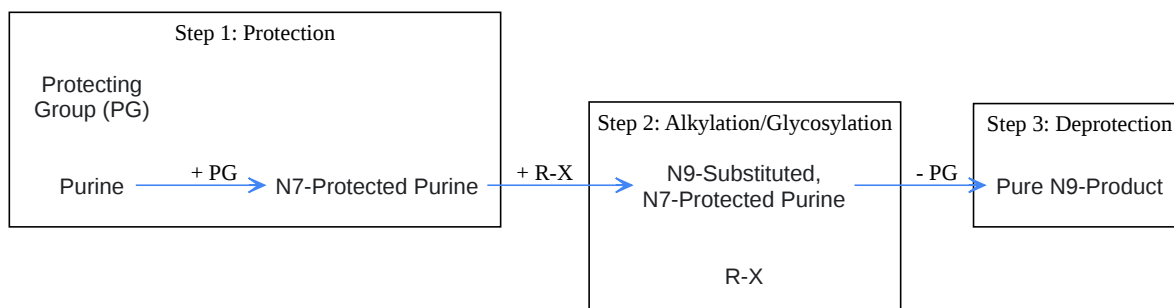 Step 1: Protection
Protecting
Group (PG)
Purine
+ PG
N7-Protected Purine
+ R-X
Step 2: Alkylation/Glycosylation
N9-Substituted,
N7-Protected Purine
R-X
- PG
Step 3: Deprotection
Pure N9-Product